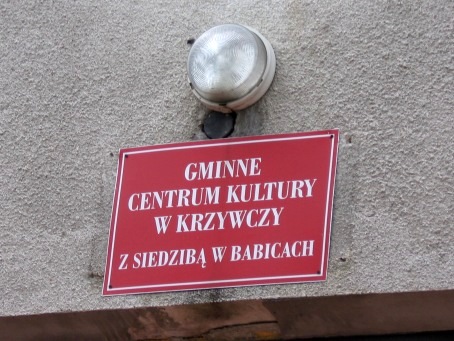 GMINNE
CENTRUM KULTURY
W KRZYWCZY
Z SIEDZIBĄ W BABICACH